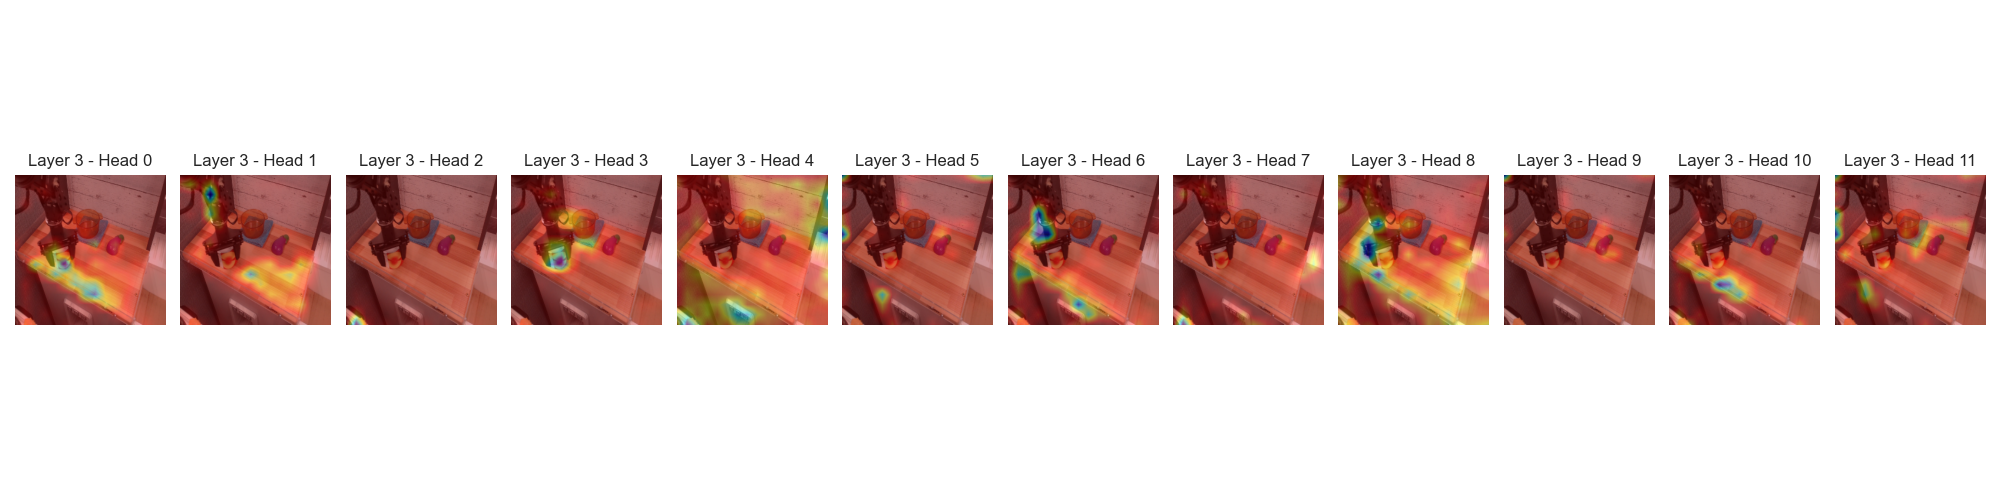 Layer 3 - Head 0
Layer 3 - Head 1
Layer 3 - Head 2
Layer 3 - Head 3
Layer 3 - Head 4
Layer 3 - Head 5
Layer 3 - Head 6
Layer 3 - Head 7
Layer 3 - Head 8
Layer 3 - Head 9
Layer 3 - Head 10
Layer 3 - Head 11